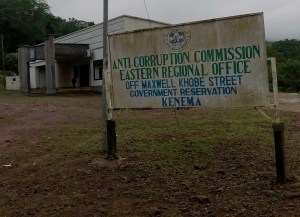 ANTI CORRUPTION COMMISSION
EASTERN REGIONAL OFFICE
OFF MAXWELL KHOBE STREET
GOVERNMENT RESERVATION
KENEMA